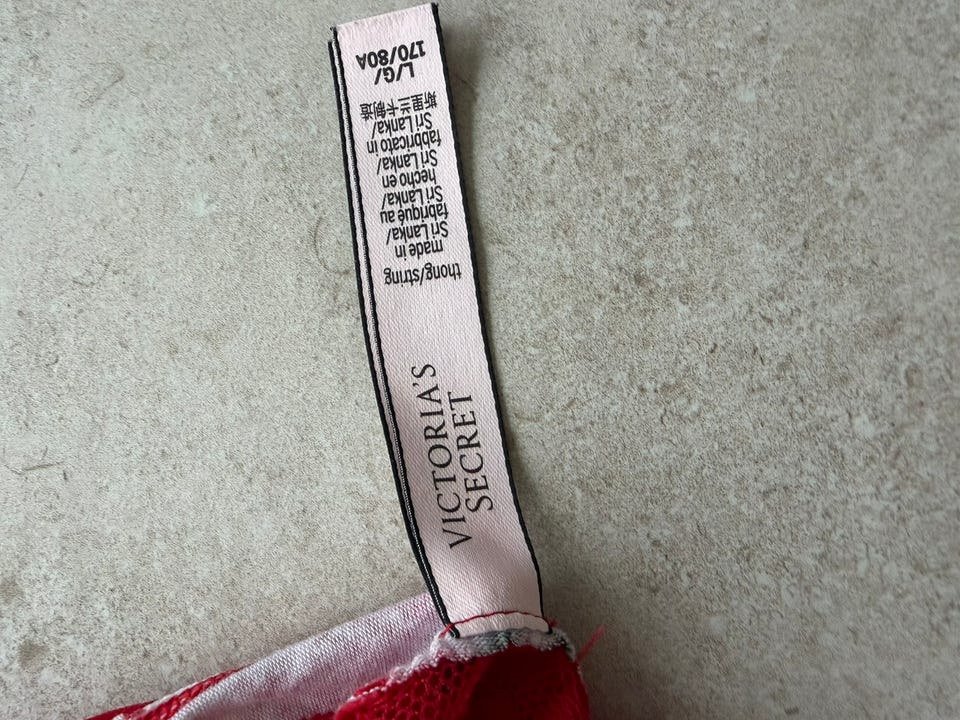 VICTORIA'S
SECRET
thong/string
made in
Sri Lanka/
fabriqué au
Sri Lanka/
hecho en
Sri Lanka/
fabbricato in
Sri Lanka/
斯里兰卡制造
L/G/
170/80A